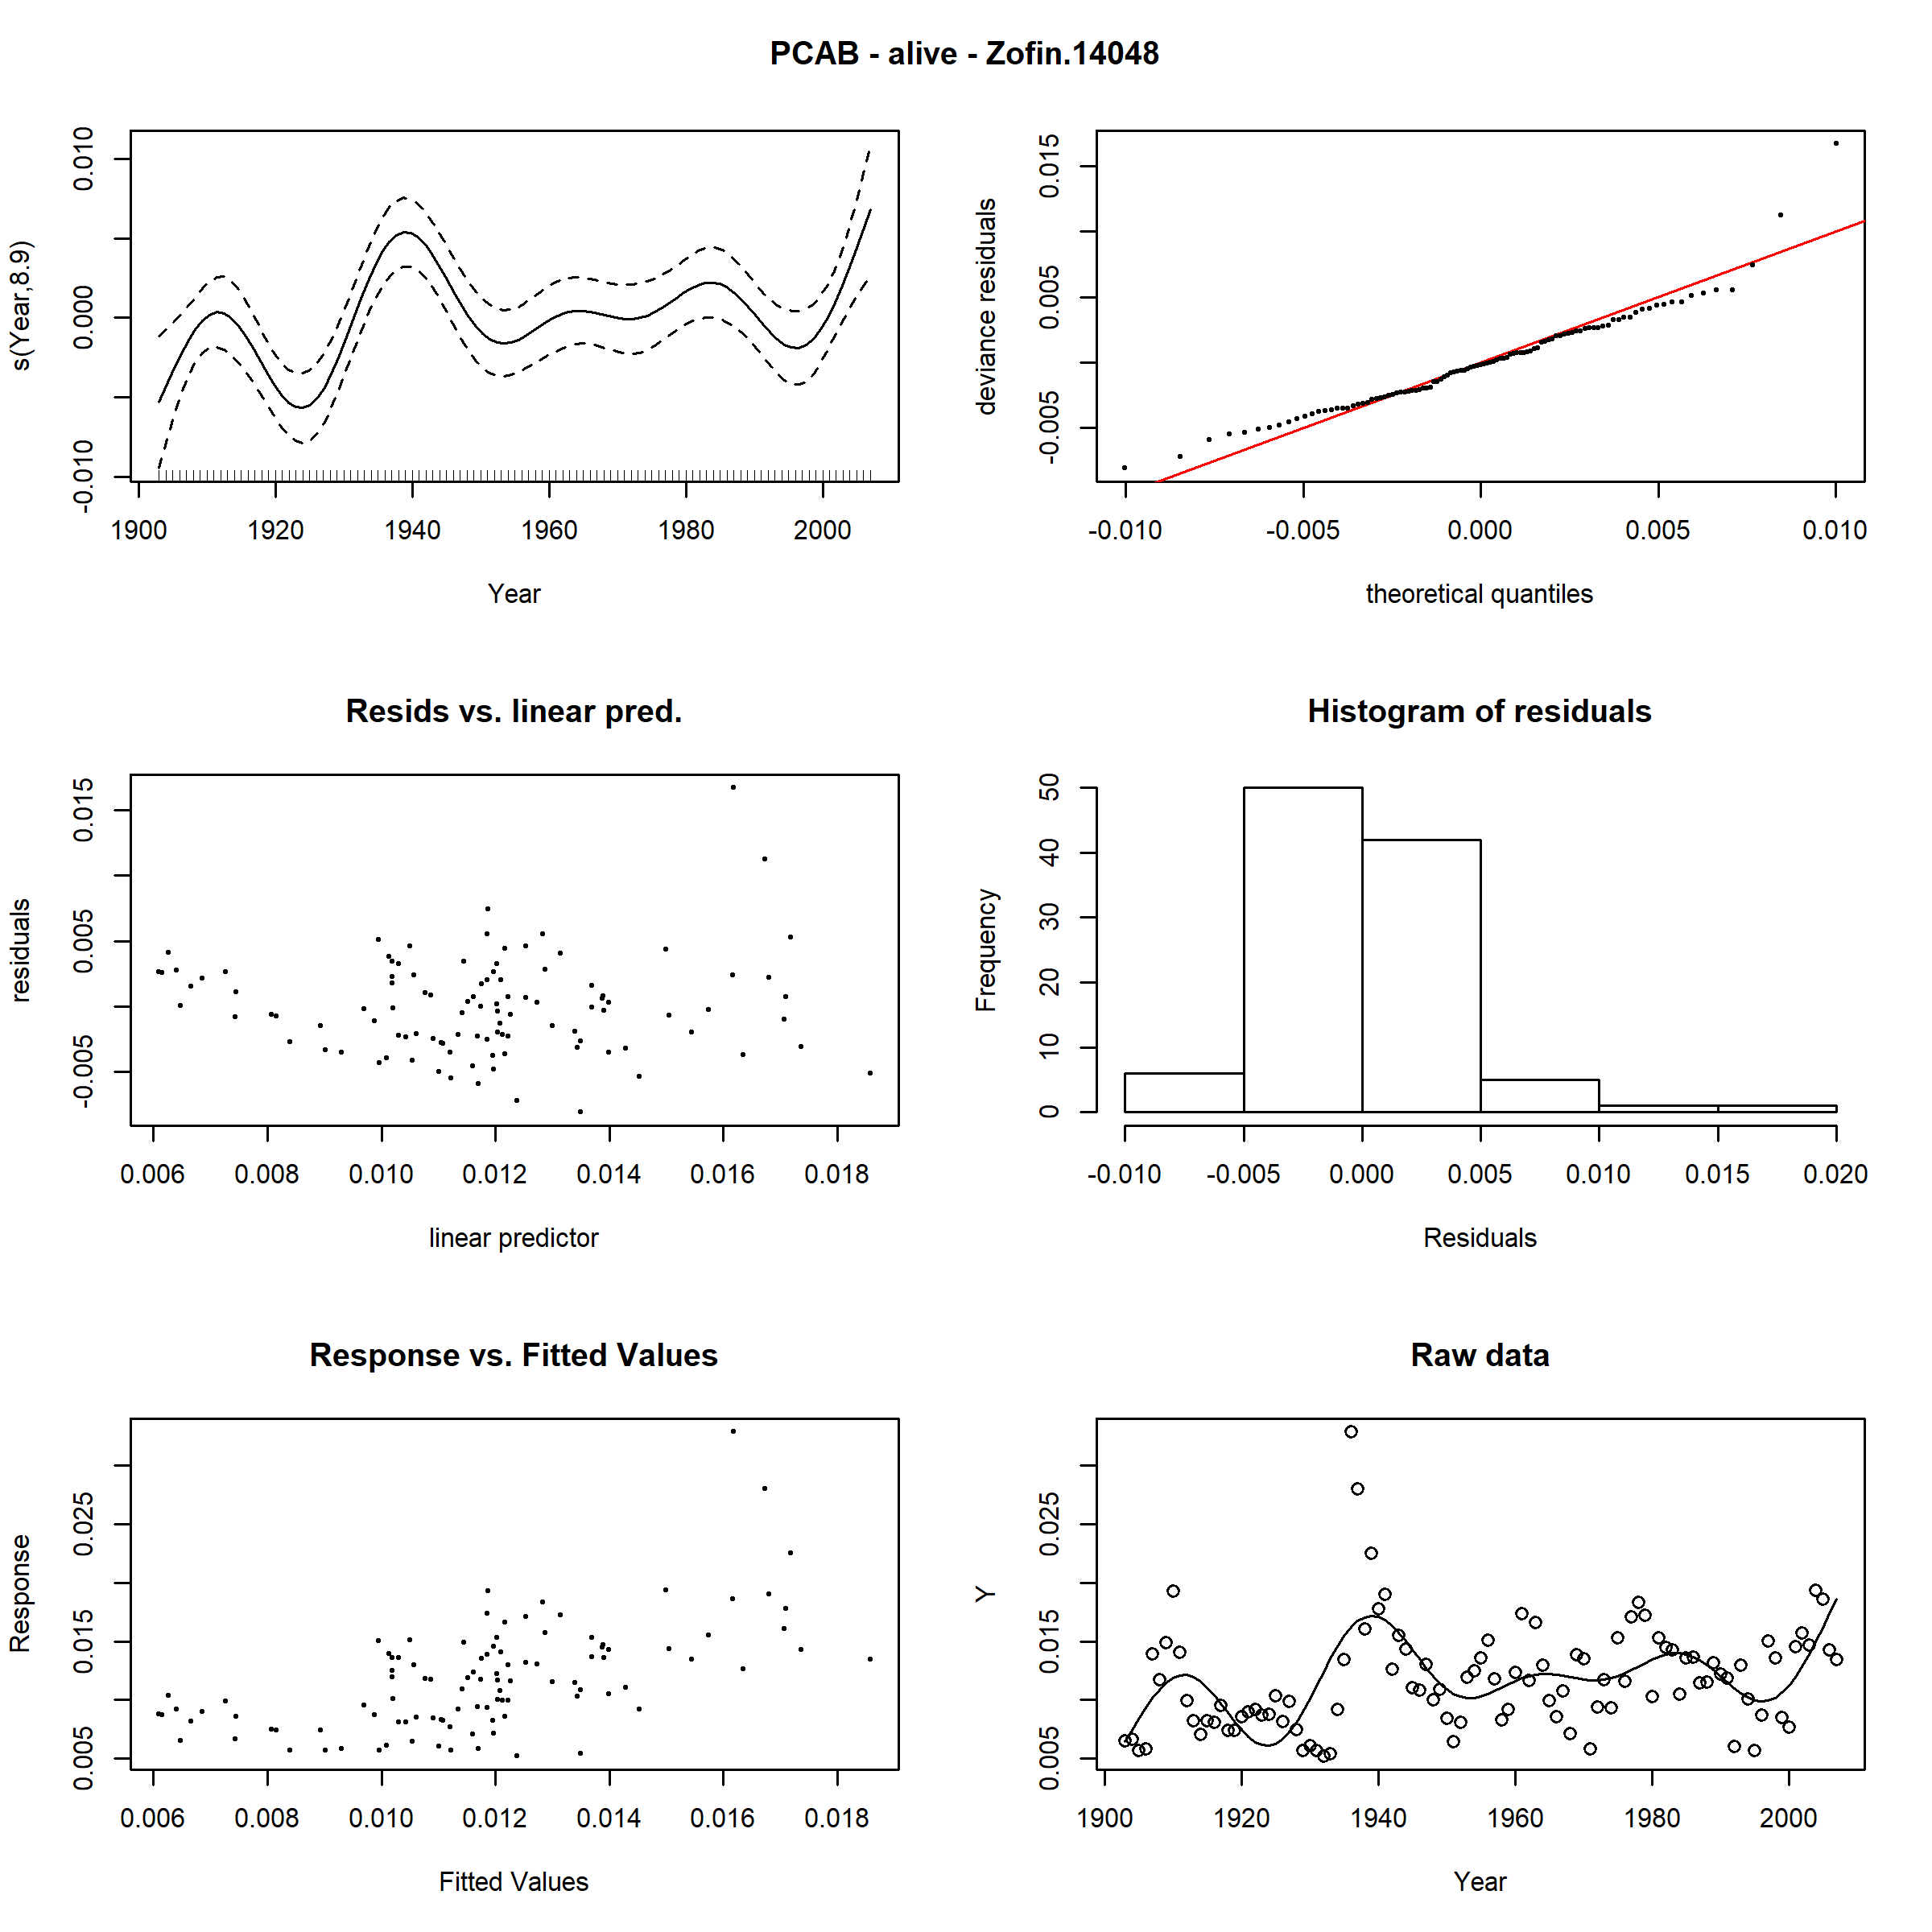 PCAB - alive - Zofin.14048
s(Year,8.9)
-0.010 0.000 0.010
1900 1920 1940 1960 1980 2000
Year
deviance residuals
-0.005 0.005 0.015
-0.010 -0.005 0.000 0.005 0.010
theoretical quantiles
Resids vs. linear pred.
residuals
-0.005 0.005 0.015
0.006 0.008 0.010 0.012 0.014 0.016 0.018
linear predictor
Histogram of residuals
Frequency
0 10 20 30 40 50
-0.010 -0.005 0.000 0.005 0.010 0.015 0.020
Residuals
Response vs. Fitted Values
Response
0.005 0.015 0.025
0.006 0.008 0.010 0.012 0.014 0.016 0.018
Fitted Values
Raw data
Y
0.005 0.015 0.025
1900 1920 1940 1960 1980 2000
Year